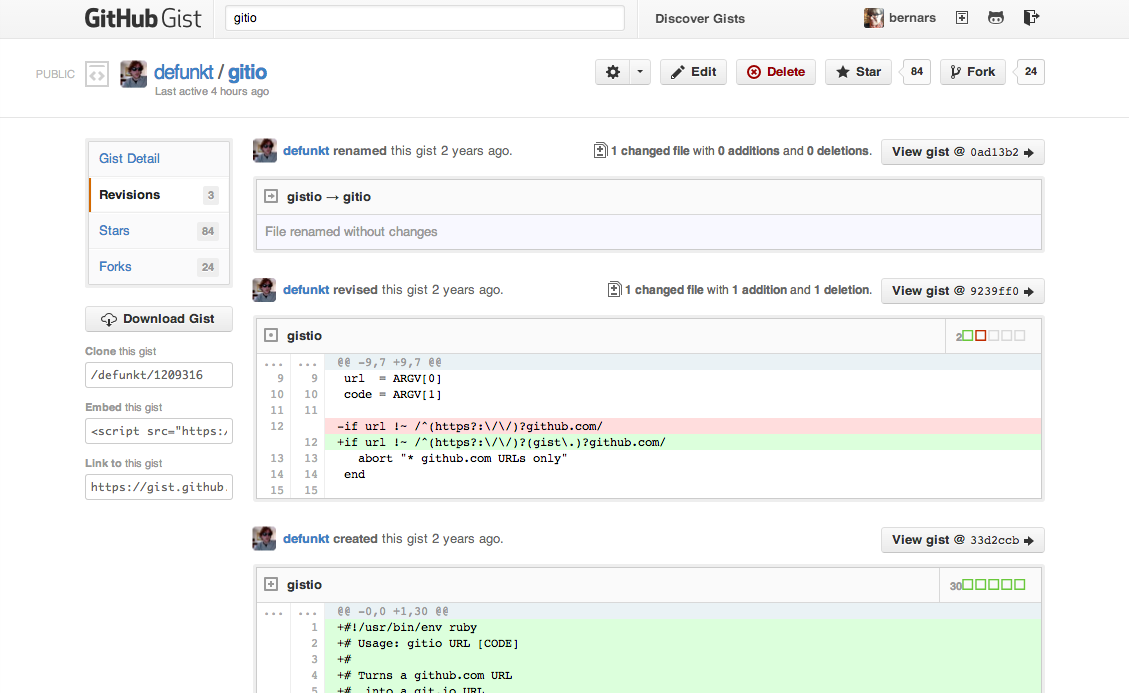 GitHub Gist gitio Discover Gists bernars
PUBLIC defunkt / gitio Edit Delete Star 84 Fork 24
Last active 4 hours ago
Gist Detail
Revisions 3
Stars 84
Forks 24
Download Gist
Clone this gist
/defunkt/1209316
Embed this gist
<script src="https:/
Link to this gist
https://gist.github.
defunkt renamed this gist 2 years ago. 1 changed file with 0 additions and 0 deletions. View gist @ 0ad13b2
gistio → gitio
File renamed without changes
defunkt revised this gist 2 years ago. 1 changed file with 1 addition and 1 deletion. View gist @ 9239ff0
gistio 2
... ... @@ -9,7 +9,7 @@
9 9 url = ARGV[0]
10 10 code = ARGV[1]
11 11
12 -if url !~ /^(https?:\/\/)?github.com/
12 +if url !~ /^(https?:\/\/)?(gist\.)?github.com/
13 13 abort "* github.com URLs only"
14 14 end
15 15
defunkt created this gist 2 years ago. View gist @ 33d2ccb
gistio 30
... ... @@ -0,0 +1,30 @@
1 +#!/usr/bin/env ruby
2 +# Usage: gitio URL [CODE]
3 +#
4 +# Turns a github.com URL
5 +# into a git.io URL